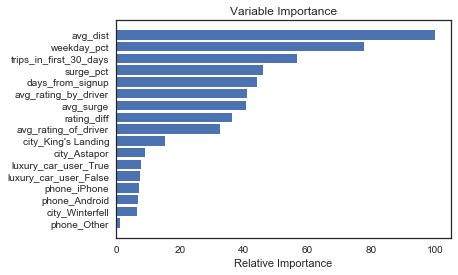 Variable Importance
avg_dist
weekday_pct
trips_in_first_30_days
surge_pct
days_from_signup
avg_rating_by_driver
avg_surge
rating_diff
avg_rating_of_driver
city_King's Landing
city_Astapor
luxury_car_user_True
luxury_car_user_False
phone_iPhone
phone_Android
city_Winterfell
phone_Other
0 20 40 60 80 100
Relative Importance